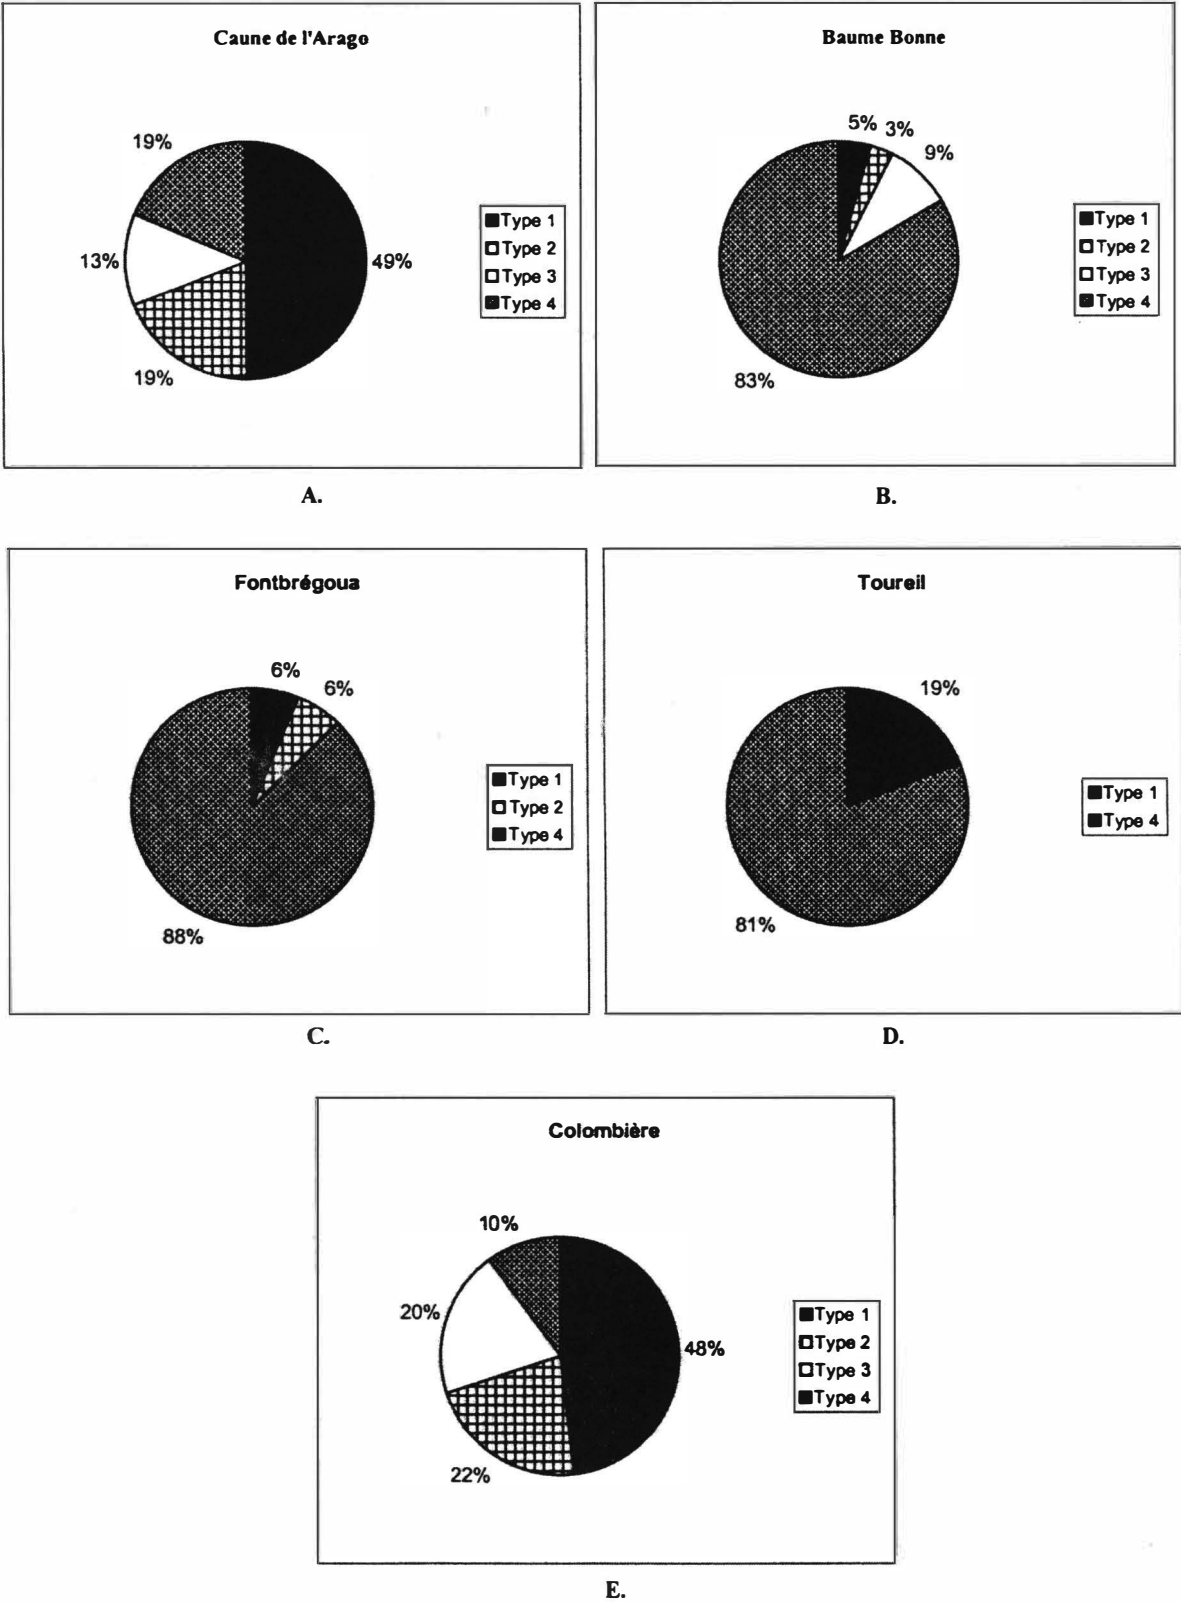 Caune de l'Arago
19%
13%
49%
19%
Type 1
Type 2
Type 3
Type 4
A.
Baume Bonne
5%
3%
9%
83%
Type 1
Type 2
Type 3
Type 4
B.
Fontbrégoua
6%
6%
88%
Type 1
Type 2
Type 4
C.
Toureil
19%
81%
Type 1
Type 4
D.
Colombière
10%
20%
48%
22%
Type 1
Type 2
Type 3
Type 4
E.